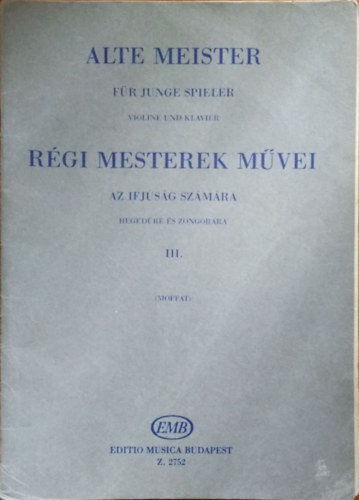 ALTE MEISTER
FÜR JUNGE SPIELER
VIOLINE UND KLAVIER
RÉGI MESTEREK MŰVEI
AZ IFJÚSÁG SZÁMÁRA
HEGEDŰRE ÉS ZONGORÁRA
III.
(MOFFAT)
EMB
EDITIO MUSICA BUDAPEST
Z. 2752